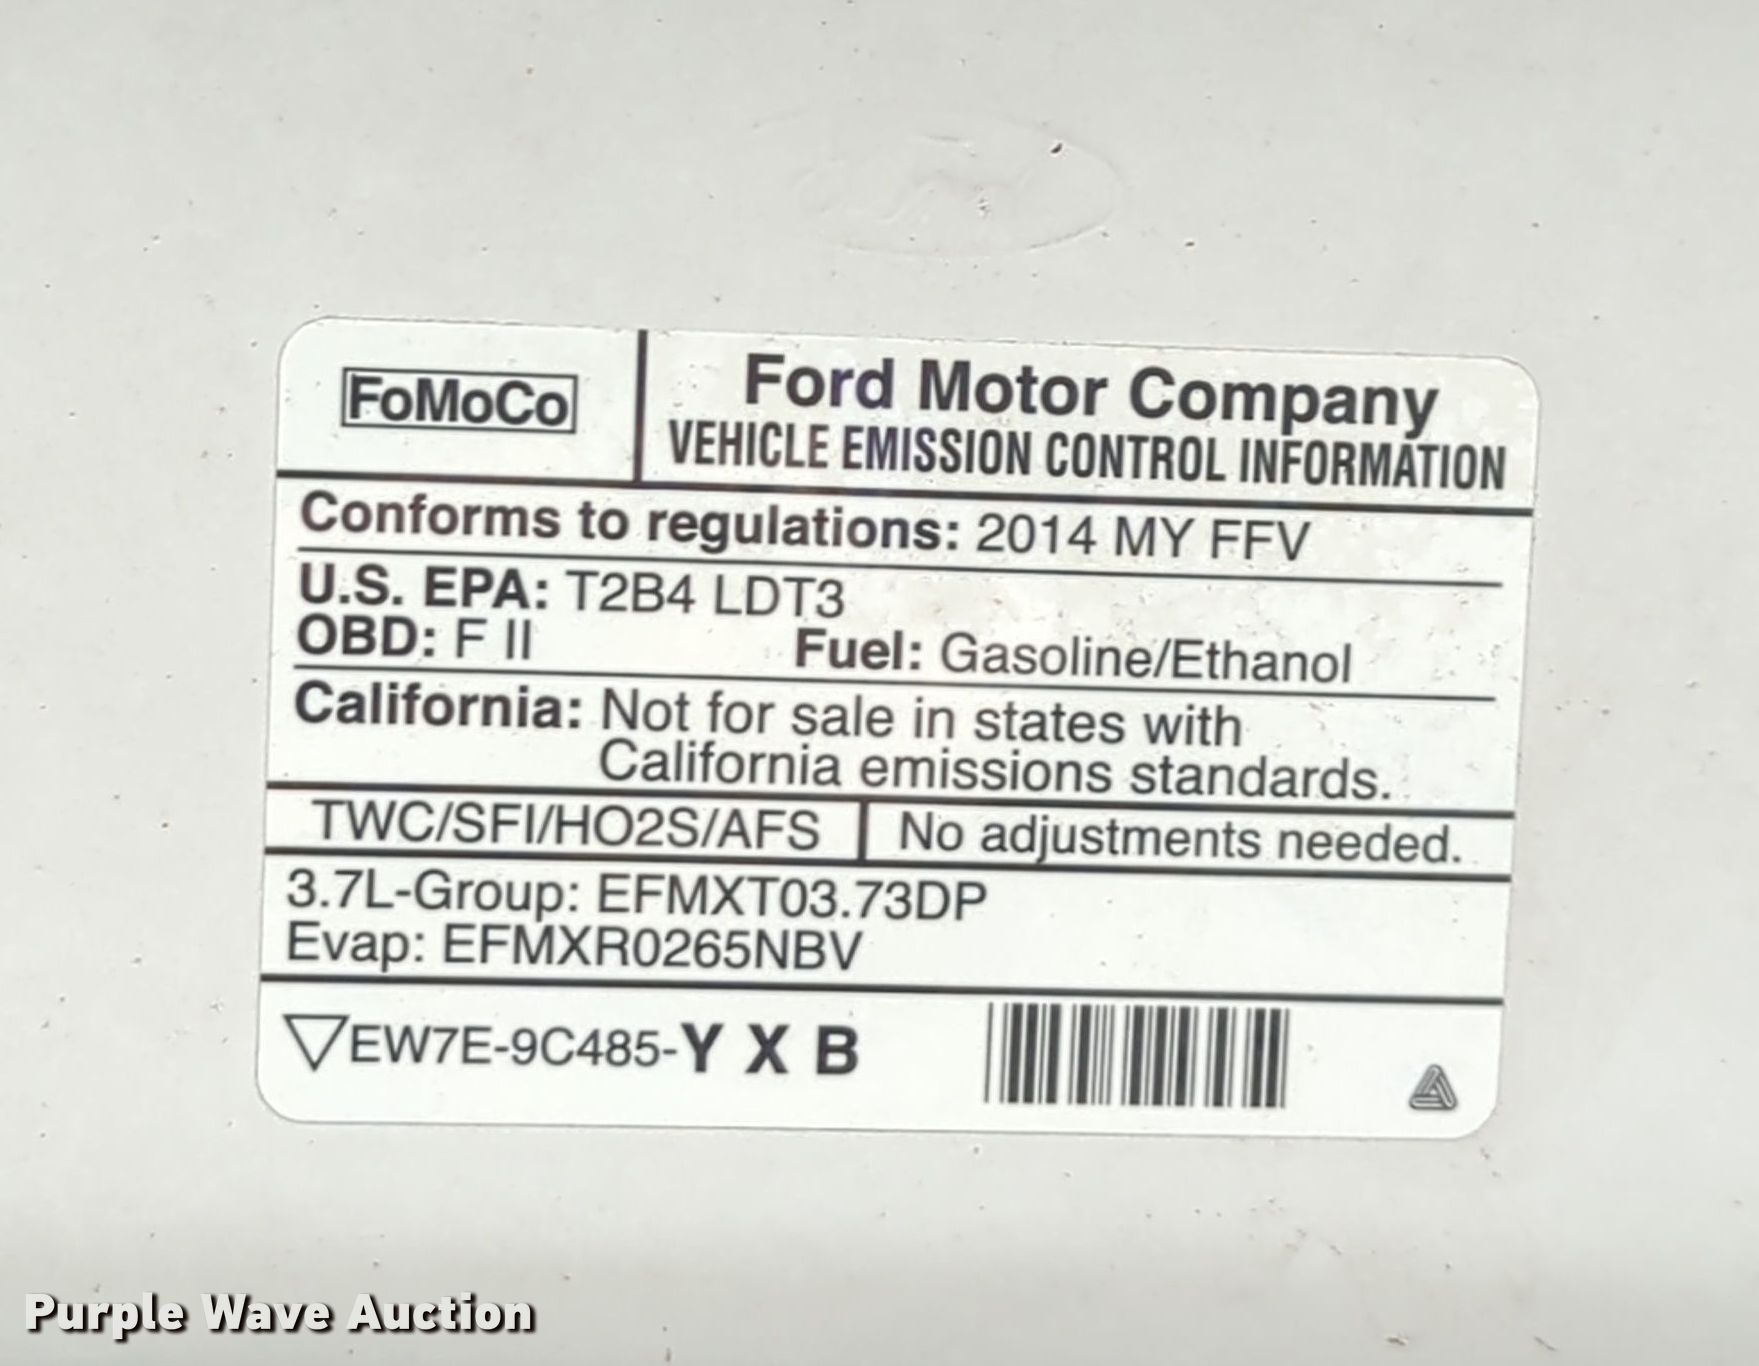 FoMoCo
Ford Motor Company
VEHICLE EMISSION CONTROL INFORMATION
Conforms to regulations: 2014 MY FFV
U.S. EPA: T2B4 LDT3
OBD: F II Fuel: Gasoline/Ethanol
California: Not for sale in states with
California emissions standards.
TWC/SFI/HO2S/AFS No adjustments needed.
3.7L-Group: EFMXT03.73DP
Evap: EFMXR0265NBV
EW7E-9C485-Y X B
Purple Wave Auction